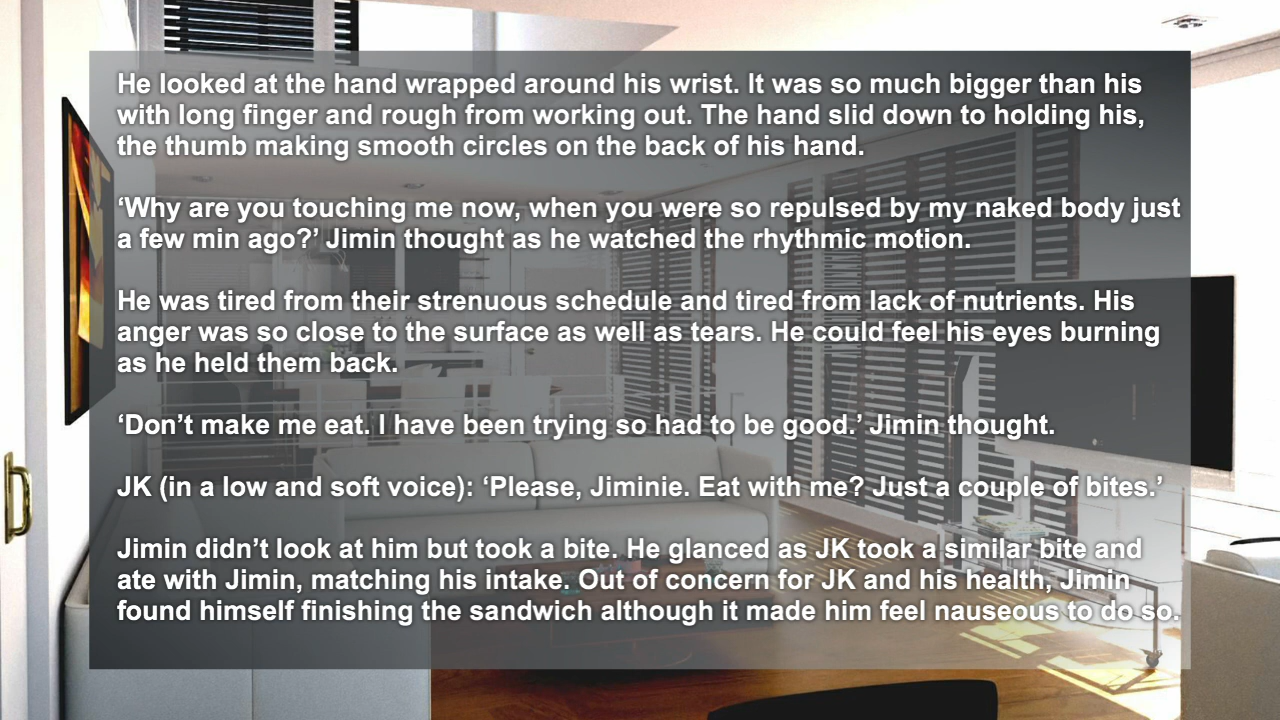 He looked at the hand wrapped around his wrist. It was so much bigger than his
with long finger and rough from working out. The hand slid down to holding his,
the thumb making smooth circles on the back of his hand.
‘Why are you touching me now, when you were so repulsed by my naked body just
a few min ago?’ Jimin thought as he watched the rhythmic motion.
He was tired from their strenuous schedule and tired from lack of nutrients. His
anger was so close to the surface as well as tears. He could feel his eyes burning
as he held them back.
‘Don’t make me eat. I have been trying so had to be good.’ Jimin thought.
JK (in a low and soft voice): ‘Please, Jiminie. Eat with me? Just a couple of bites.’
Jimin didn’t look at him but took a bite. He glanced as JK took a similar bite and
ate with Jimin, matching his intake. Out of concern for JK and his health, Jimin
found himself finishing the sandwich although it made him feel nauseous to do so.